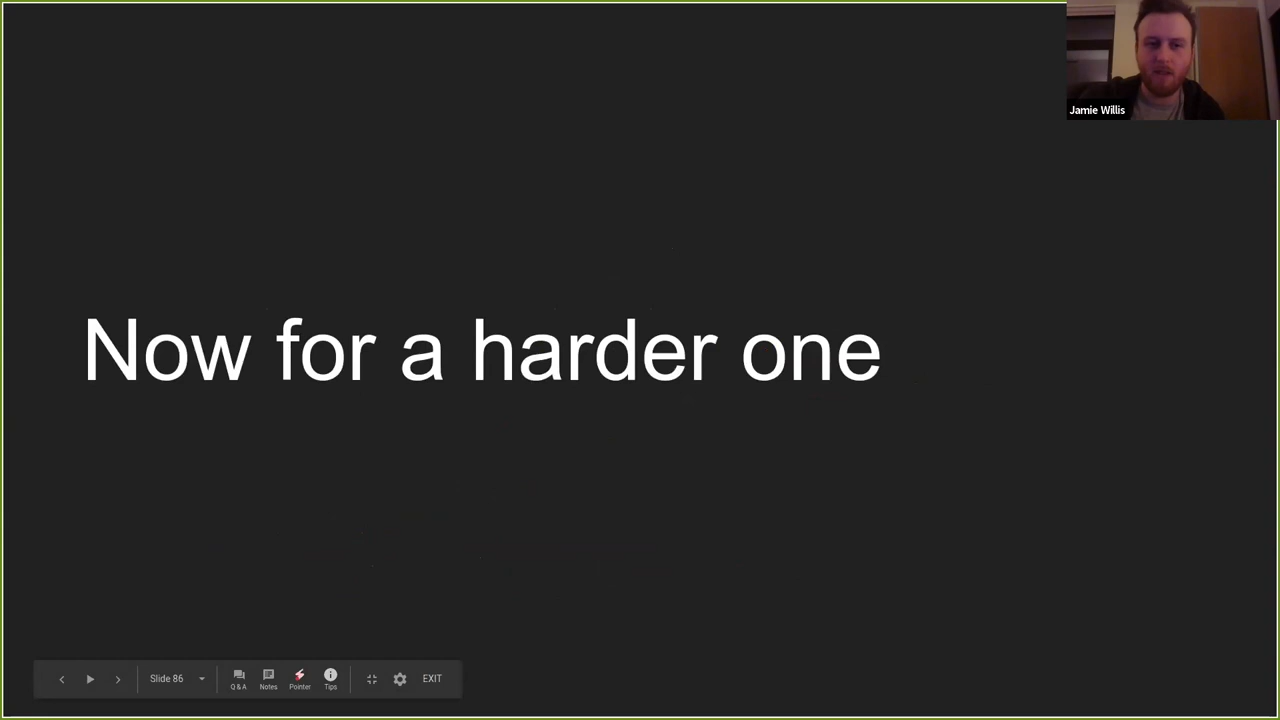 Jamie Willis
Now for a harder one
Slide 86
Q & A
Notes
Pointer
Tips
EXIT